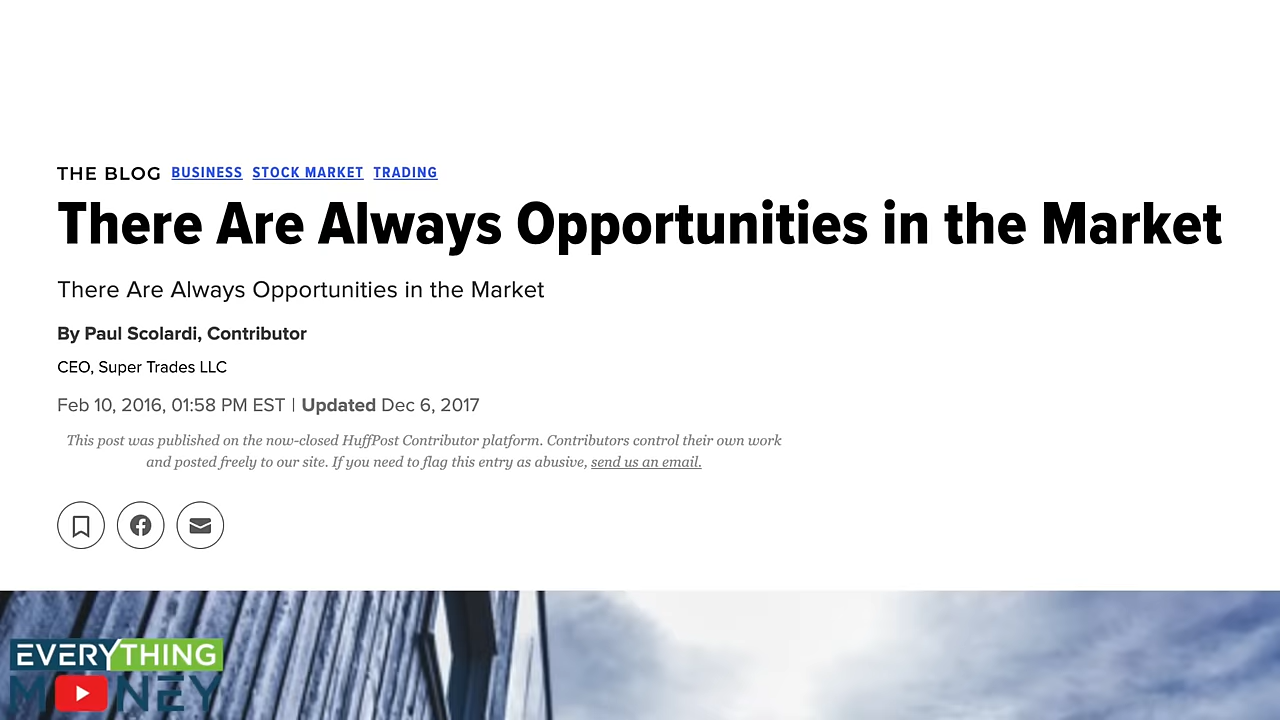 THE BLOG BUSINESS STOCK MARKET TRADING
There Are Always Opportunities in the Market
There Are Always Opportunities in the Market
By Paul Scolardi, Contributor
CEO, Super Trades LLC
Feb 10, 2016, 01:58 PM EST | Updated Dec 6, 2017
This post was published on the now-closed HuffPost Contributor platform. Contributors control their own work
and posted freely to our site. If you need to flag this entry as abusive, send us an email.
EVERYTHING
MONEY